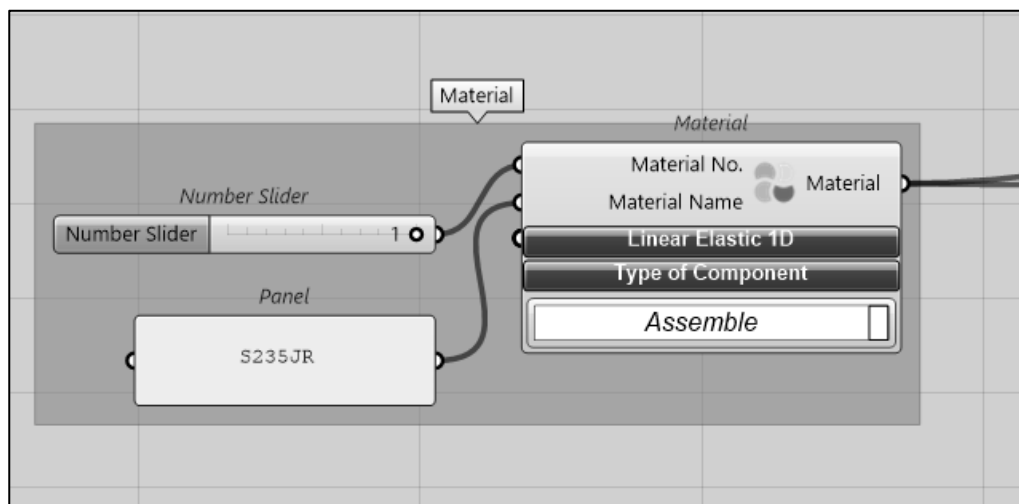 Material
Material
Material No.
Material
Material Name
Number Slider
Number Slider
1
Linear Elastic 1D
Type of Component
Panel
Assemble
S235JR